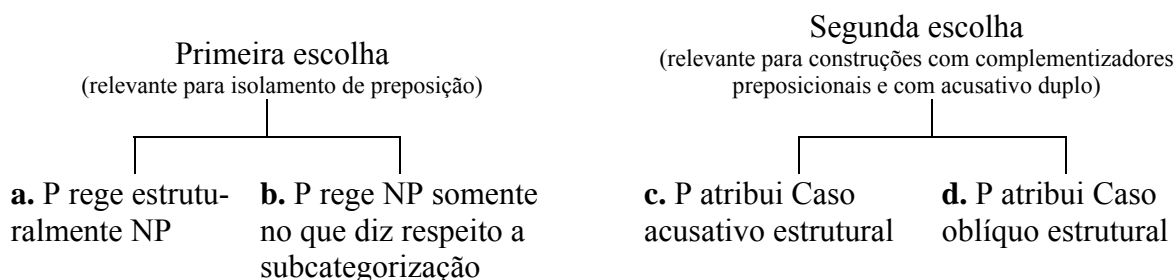 Primeira escolha
(relevante para isolamento de preposição)
a. P rege estrutu-
ralmente NP
b. P rege NP somente
no que diz respeito a
subcategorização
Segunda escolha
(relevante para construções com complementizadores
preposicionais e com acusativo duplo)
c. P atribui Caso
acusativo estrutural
d. P atribui Caso
oblíquo estrutural